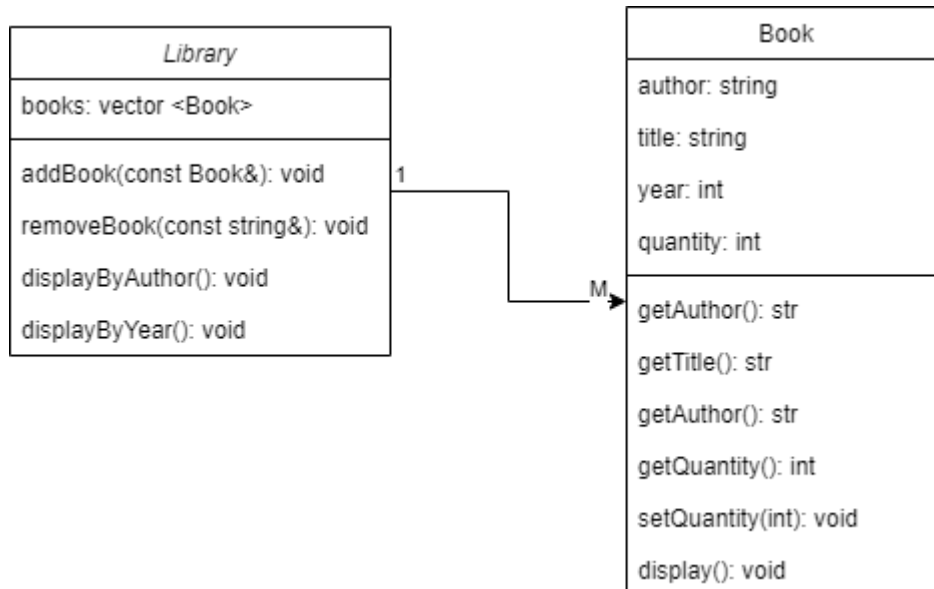 Library
books: vector <Book>
addBook(const Book&): void
removeBook(const string&): void
displayByAuthor(): void
displayByYear(): void
1
M
Book
author: string
title: string
year: int
quantity: int
getAuthor(): str
getTitle(): str
getAuthor(): str
getQuantity(): int
setQuantity(int): void
display(): void